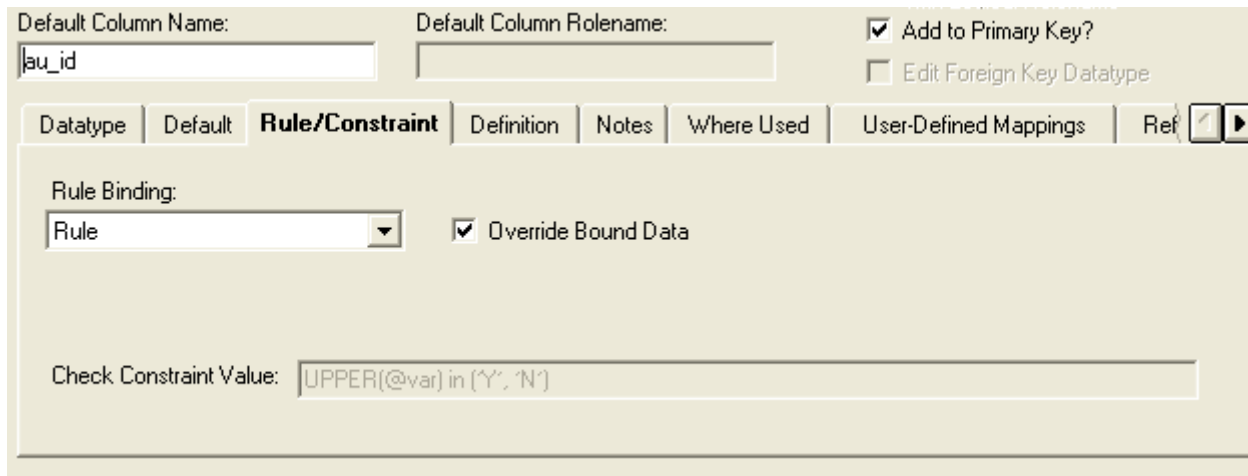 Default Column Name:
Default Column Rolename:
Add to Primary Key?
au_id
Edit Foreign Key Datatype
Datatype
Default
Rule/Constraint
Definition
Notes
Where Used
User-Defined Mappings
Ref
Rule Binding:
Rule
Override Bound Data
Check Constraint Value:
UPPER(@var) in ('Y', 'N')